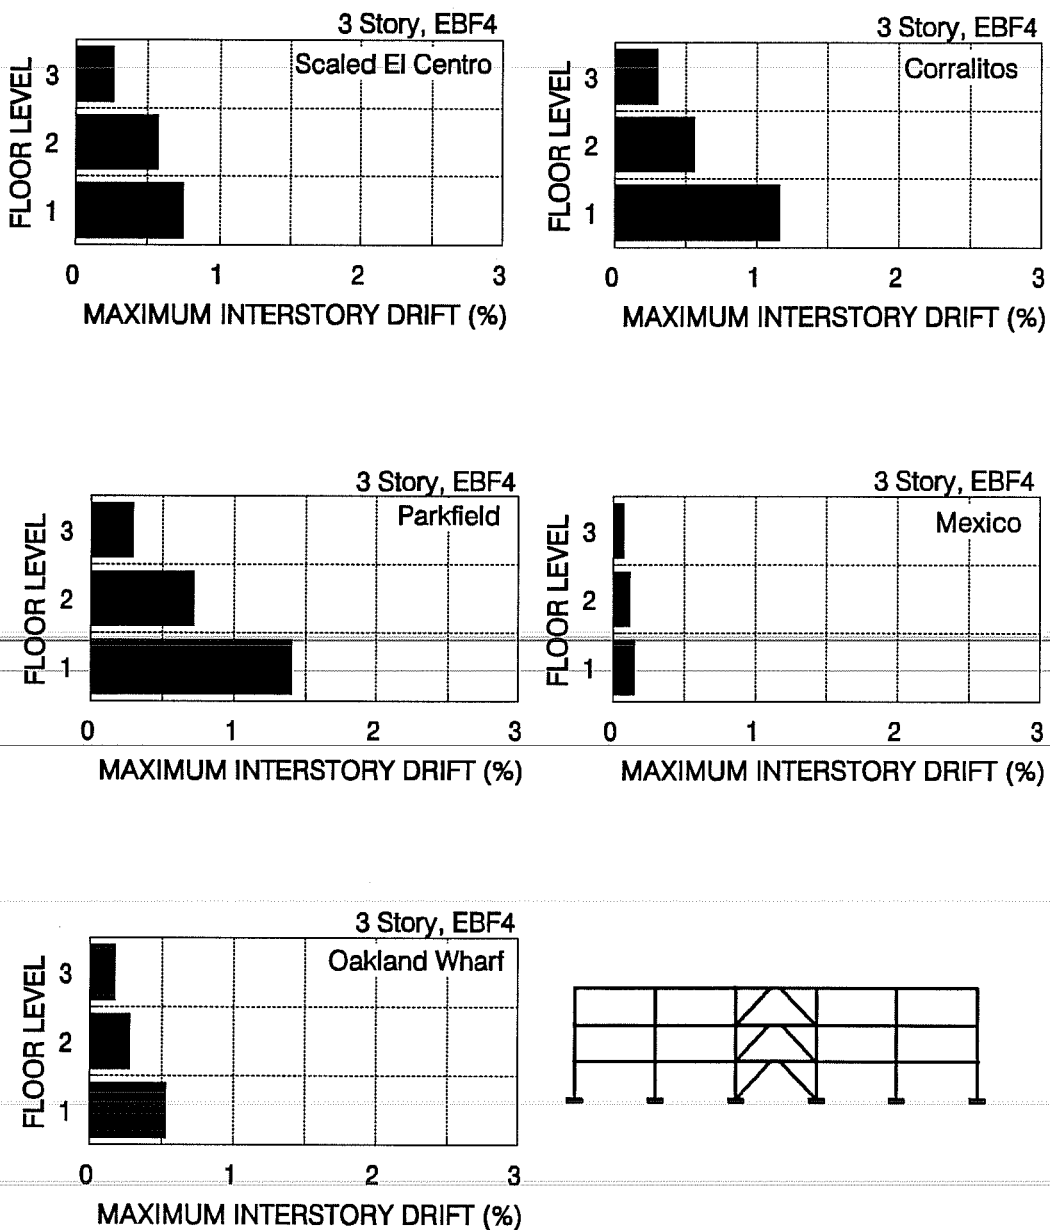 3 Story, EBF4
Scaled El Centro
FLOOR LEVEL
3
2
1
0 1 2 3
MAXIMUM INTERSTORY DRIFT (%)
3 Story, EBF4
Corralitos
FLOOR LEVEL
3
2
1
0 1 2 3
MAXIMUM INTERSTORY DRIFT (%)
3 Story, EBF4
Parkfield
FLOOR LEVEL
3
2
1
0 1 2 3
MAXIMUM INTERSTORY DRIFT (%)
3 Story, EBF4
Mexico
FLOOR LEVEL
3
2
1
0 1 2 3
MAXIMUM INTERSTORY DRIFT (%)
3 Story, EBF4
Oakland Wharf
FLOOR LEVEL
3
2
1
0 1 2 3
MAXIMUM INTERSTORY DRIFT (%)